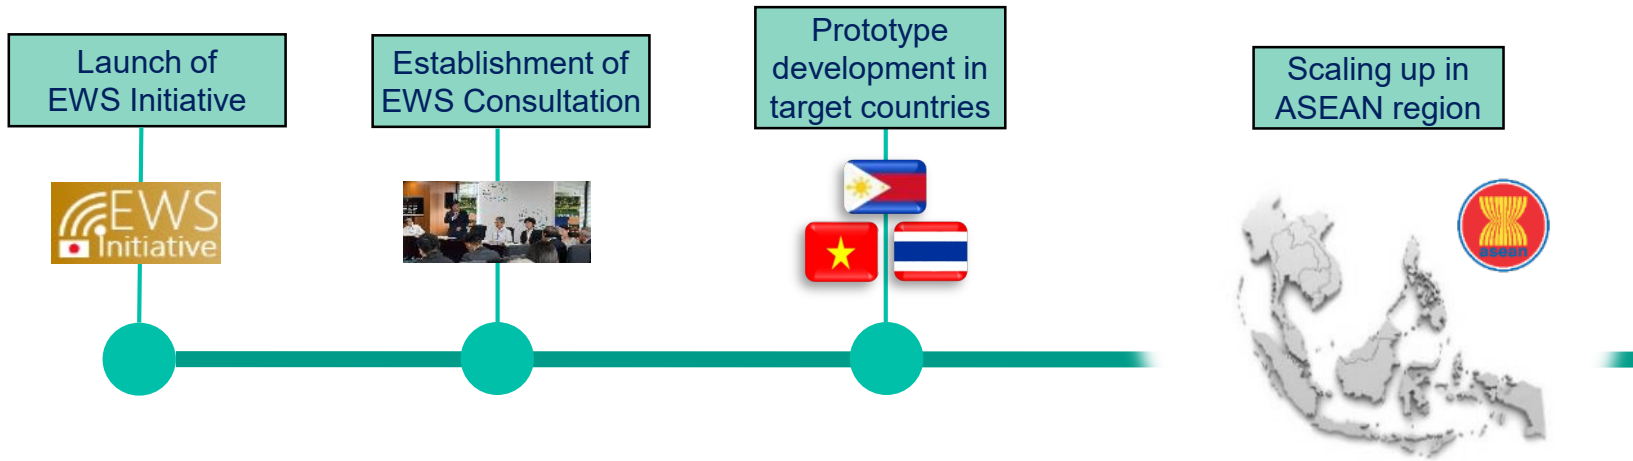 Launch of
EWS Initiative
Establishment of
EWS Consultation
Prototype
development in
target countries
Scaling up in
ASEAN region
EWS
Initiative
asean